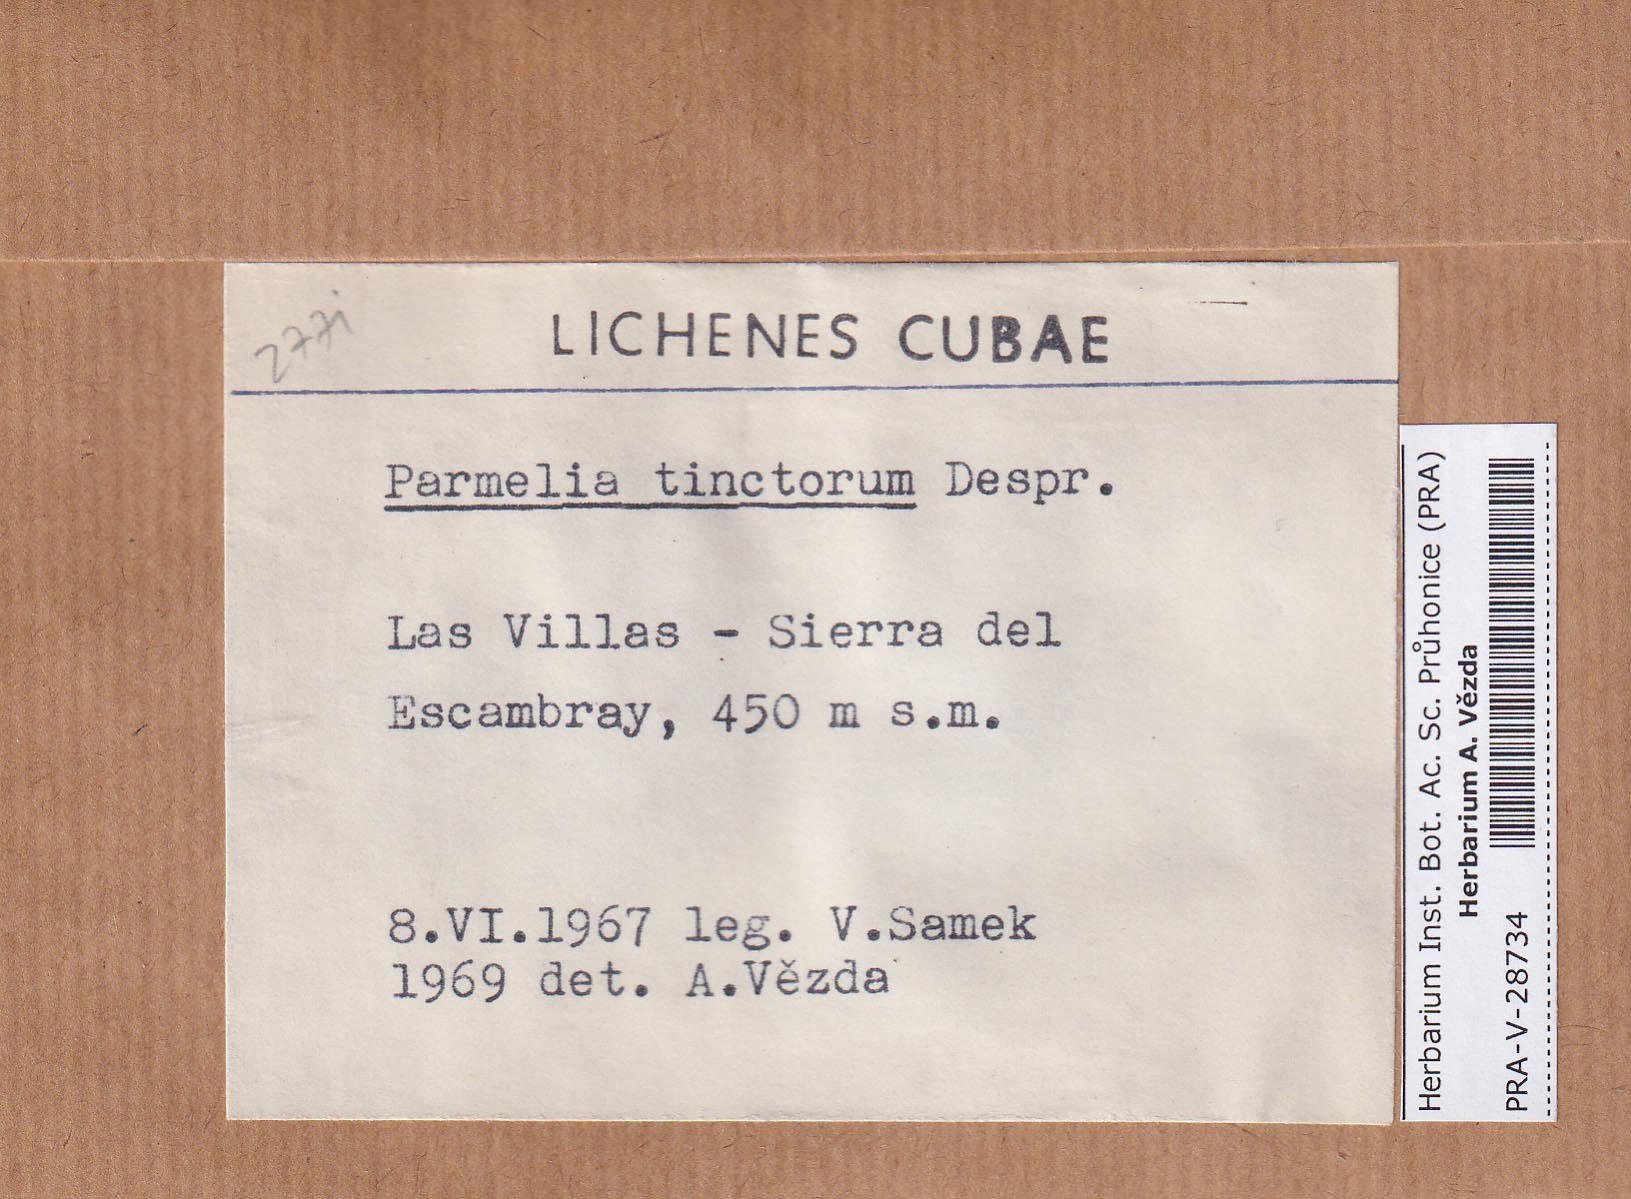 2771
LICHENES CUBAE
Parmelia tinctorum Despr.
Las Villas - Sierra del
Escambray, 450 m s.m.
8.VI.1967 leg. V.Samek
1969 det. A.Vězda
Herbarium Inst. Bot. Ac. Sc. Průhonice (PRA)
Herbarium A. Vězda
PRA-V-28734